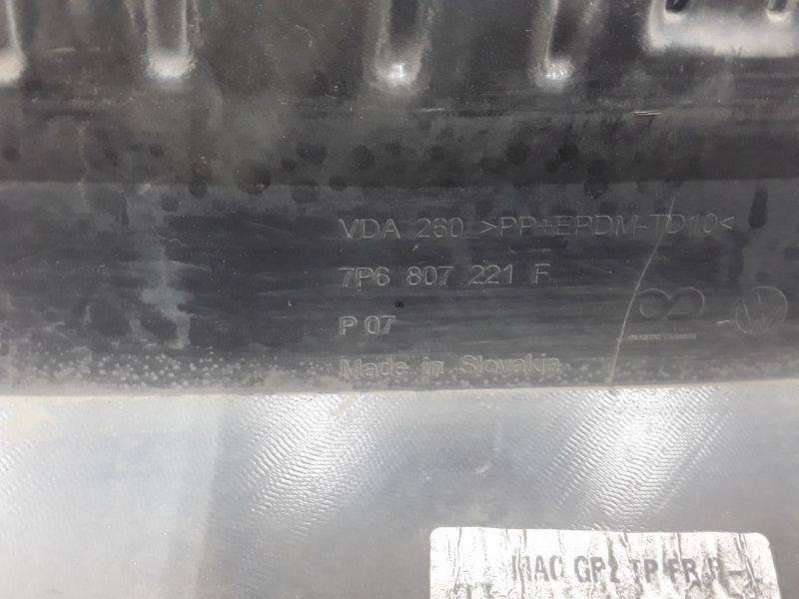 VDA 260 >PP+EPDM-TD10<
7P6 807 221 F
P 07
Made in Slovakia